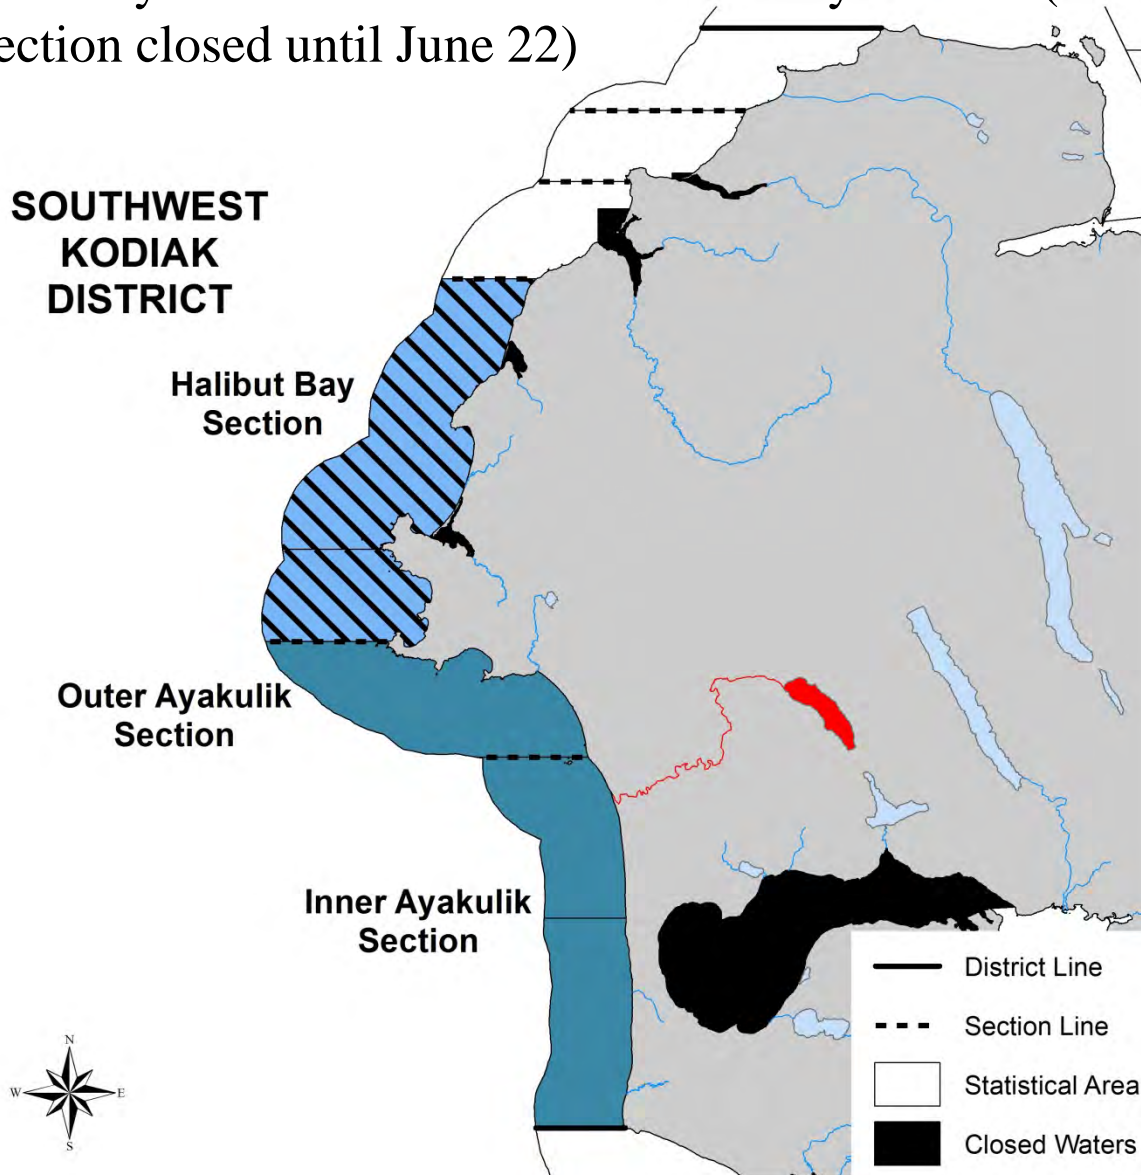 ection closed until June 22)
SOUTHWEST
KODIAK
DISTRICT
Halibut Bay
Section
Outer Ayakulik
Section
Inner Ayakulik
Section
District Line
Section Line
Statistical Area
Closed Waters
N
W
E
S